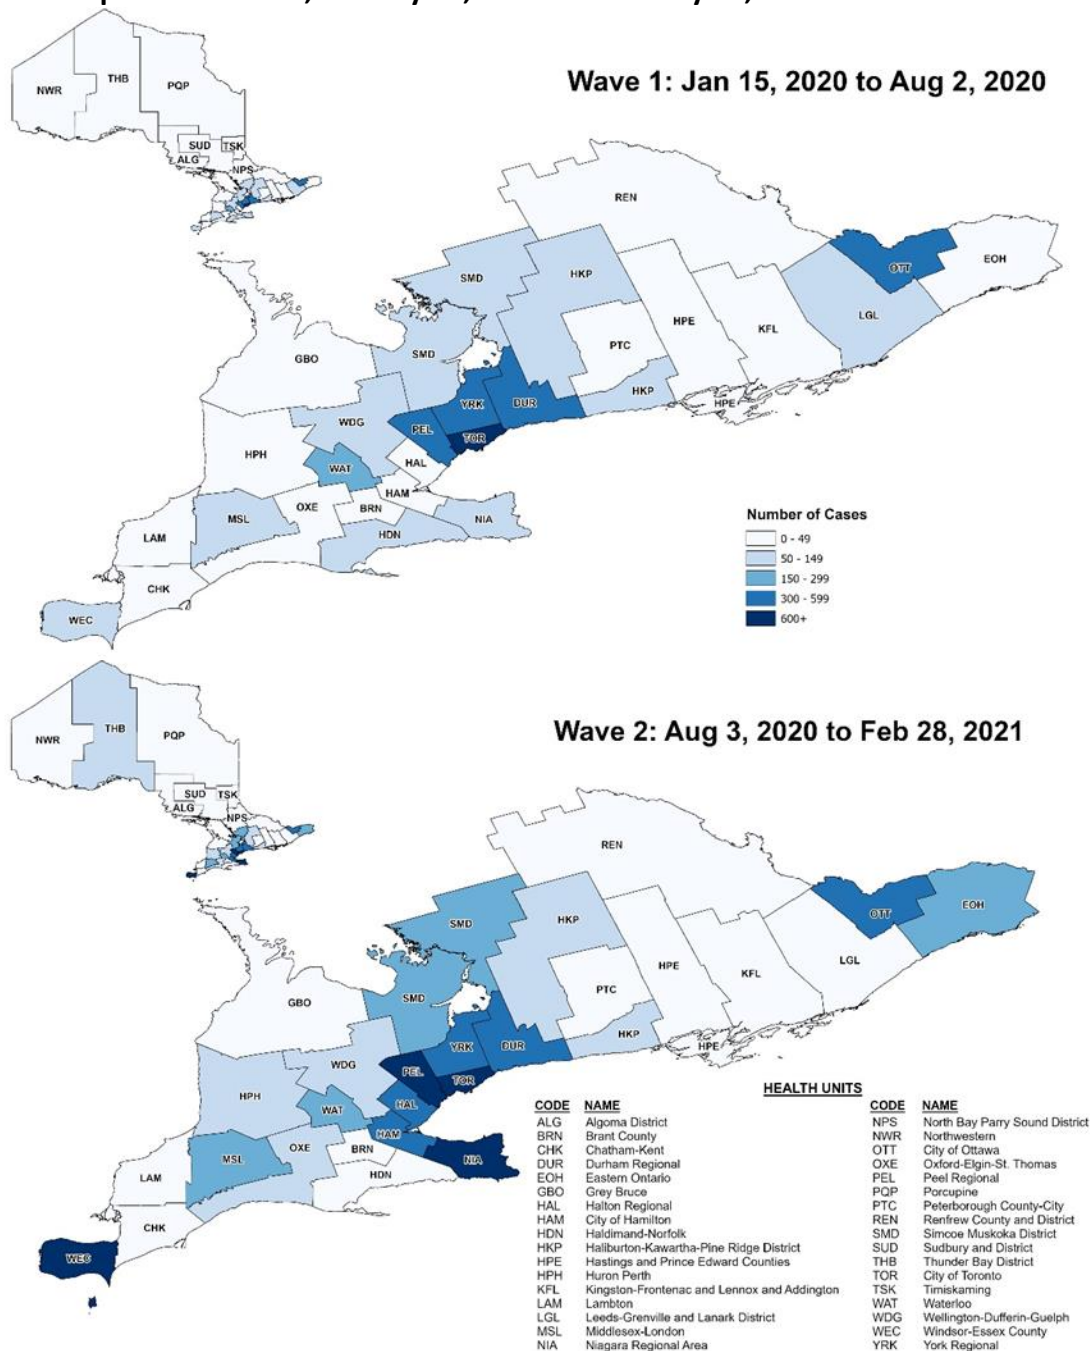 Wave 1: Jan 15, 2020 to Aug 2, 2020
NWR
THB
PQP
SUD
TSK
ALG
NPS
REN
SMD
HKP
OTT
EOH
LGL
HPE
KFL
PTC
GBO
SMD
HKP
HPE
YRK
DUR
WDG
PEL
TOR
HPH
WAT
HAL
HAM
OXE
BRN
MSL
NIA
LAM
HDN
CHK
WEC
Number of Cases
0 - 49
50 - 149
150 - 299
300 - 599
600+
Wave 2: Aug 3, 2020 to Feb 28, 2021
NWR
THB
PQP
SUD
TSK
ALG
NPS
REN
SMD
HKP
OTT
EOH
LGL
HPE
KFL
PTC
GBO
SMD
HKP
HPE
YRK
DUR
WDG
PEL
TOR
HPH
WAT
HAL
HAM
OXE
BRN
MSL
NIA
LAM
HDN
CHK
WEC
HEALTH UNITS
CODE NAME
ALG Algoma District
BRN Brant County
CHK Chatham-Kent
DUR Durham Regional
EOH Eastern Ontario
GBO Grey Bruce
HAL Halton Regional
HAM City of Hamilton
HDN Haldimand-Norfolk
HKP Haliburton-Kawartha-Pine Ridge District
HPE Hastings and Prince Edward Counties
HPH Huron Perth
KFL Kingston-Frontenac and Lennox and Addington
LAM Lambton
LGL Leeds-Grenville and Lanark District
MSL Middlesex-London
NIA Niagara Regional Area
CODE NAME
NPS North Bay Parry Sound District
NWR Northwestern
OTT City of Ottawa
OXE Oxford-Elgin-St. Thomas
PEL Peel Regional
PQP Porcupine
PTC Peterborough County-City
REN Renfrew County and District
SMD Simcoe Muskoka District
SUD Sudbury and District
THB Thunder Bay District
TOR City of Toronto
TSK Timiskaming
WAT Waterloo
WDG Wellington-Dufferin-Guelph
WEC Windsor-Essex County
YRK York Regional